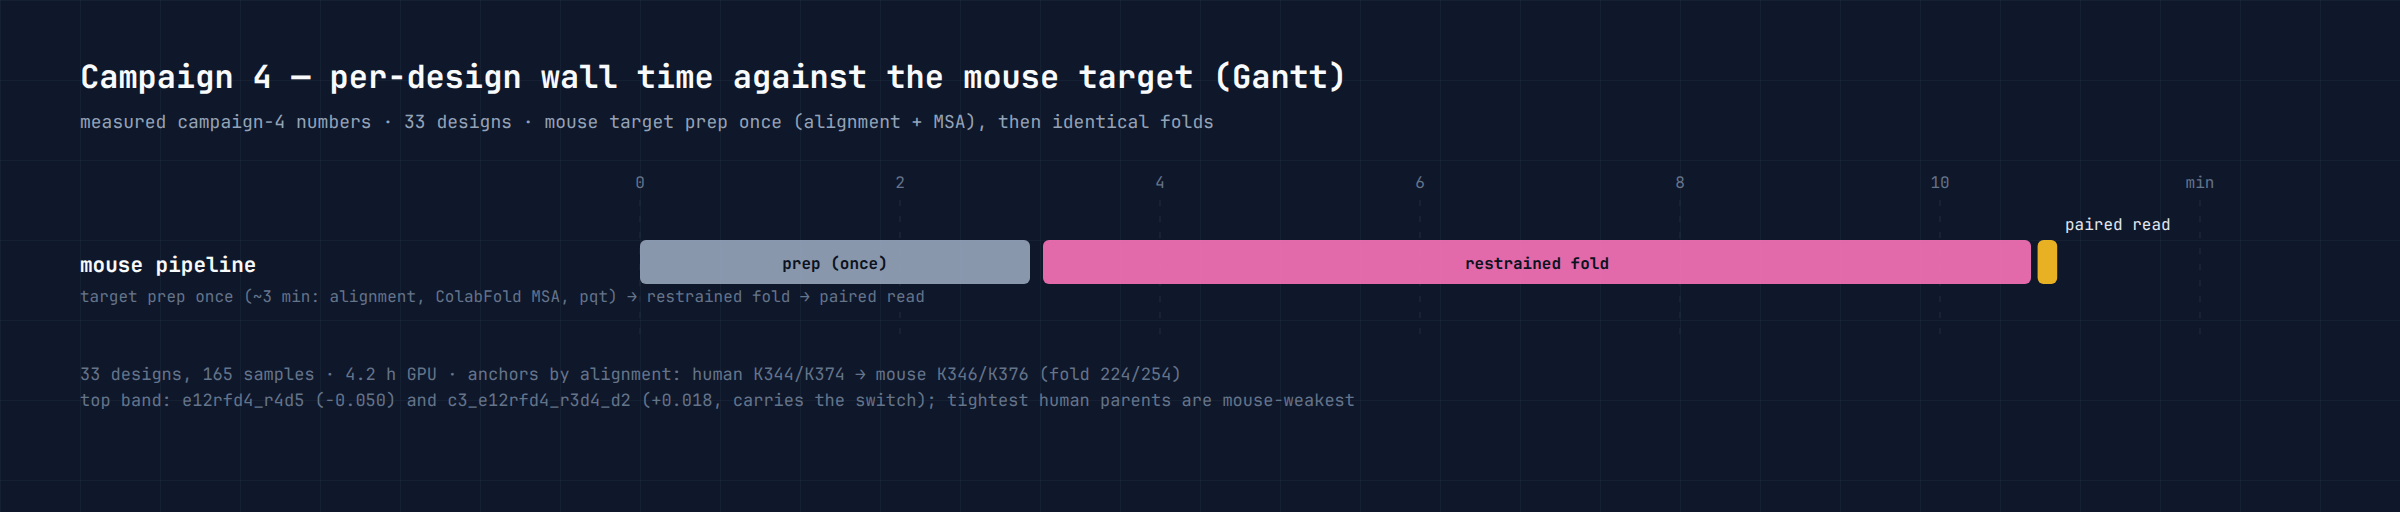 Campaign 4 — per-design wall time against the mouse target (Gantt)
measured campaign-4 numbers · 33 designs · mouse target prep once (alignment + MSA), then identical folds
0 2 4 6 8 10 min
paired read
mouse pipeline
prep (once)
restrained fold
target prep once (~3 min: alignment, ColabFold MSA, pqt) → restrained fold → paired read
33 designs, 165 samples · 4.2 h GPU · anchors by alignment: human K344/K374 → mouse K346/K376 (fold 224/254)
top band: e12rfd4_r4d5 (-0.050) and c3_e12rfd4_r3d4_d2 (+0.018, carries the switch); tightest human parents are mouse-weakest